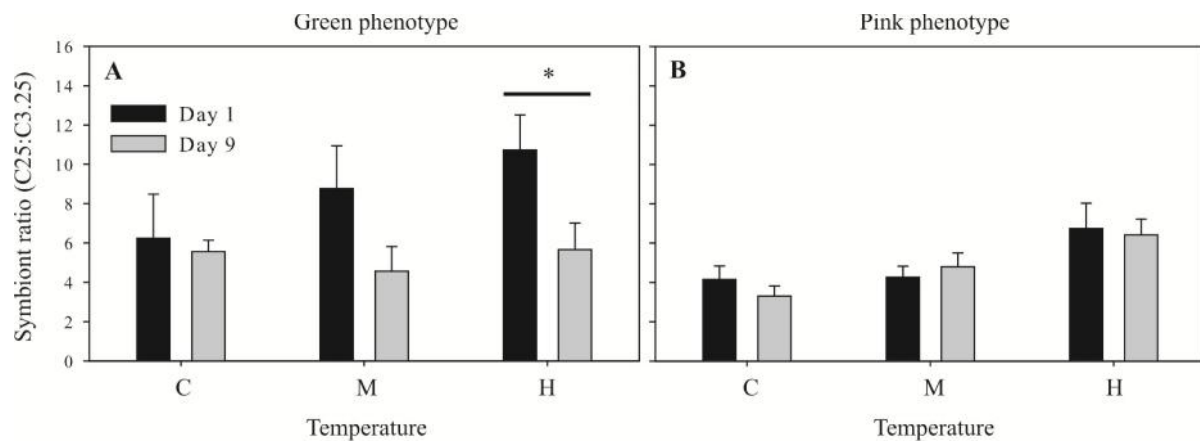 Green phenotype
Pink phenotype
Symbiont ratio (C25:C3.25)
16
14
12
10
8
6
4
2
0
A
Day 1
Day 9
*
B
C
M
H
C
M
H
Temperature
Temperature